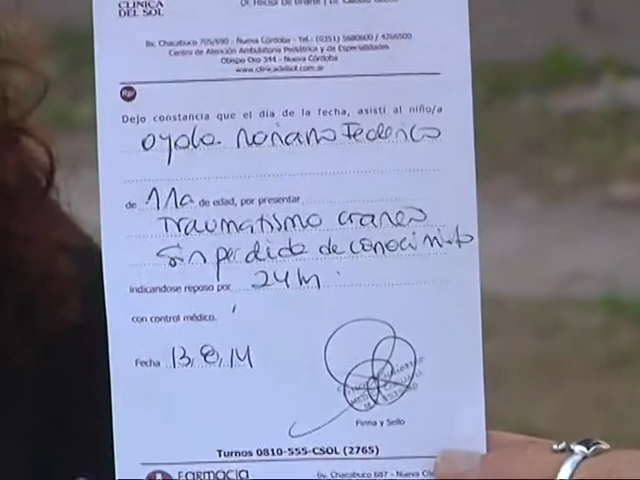 CLINICA
DEL SOL
Bv. Chacabuco 705/690 - Nueva Córdoba - Tel.: (0351) 5680600 / 4266500
Centro de Atención Ambulatoria Pediátrica y de Especialidades
Obispo Oro 344 - Nueva Córdoba
www.clinicadelsol.com.ar
Rp/
Dejo constancia que el día de la fecha, asistí al niño/a
Oyola Mariano Federico
de 11a de edad, por presentar
Traumatismo craneo
sin perdida de conocimiento
indicandose reposo por 24 h
con control médico.
Fecha 13, 8, 14
Firma y Sello
Turnos 0810-555-CSOL (2765)
FARMACIA
Bv. Chacabuco 687 - Nueva